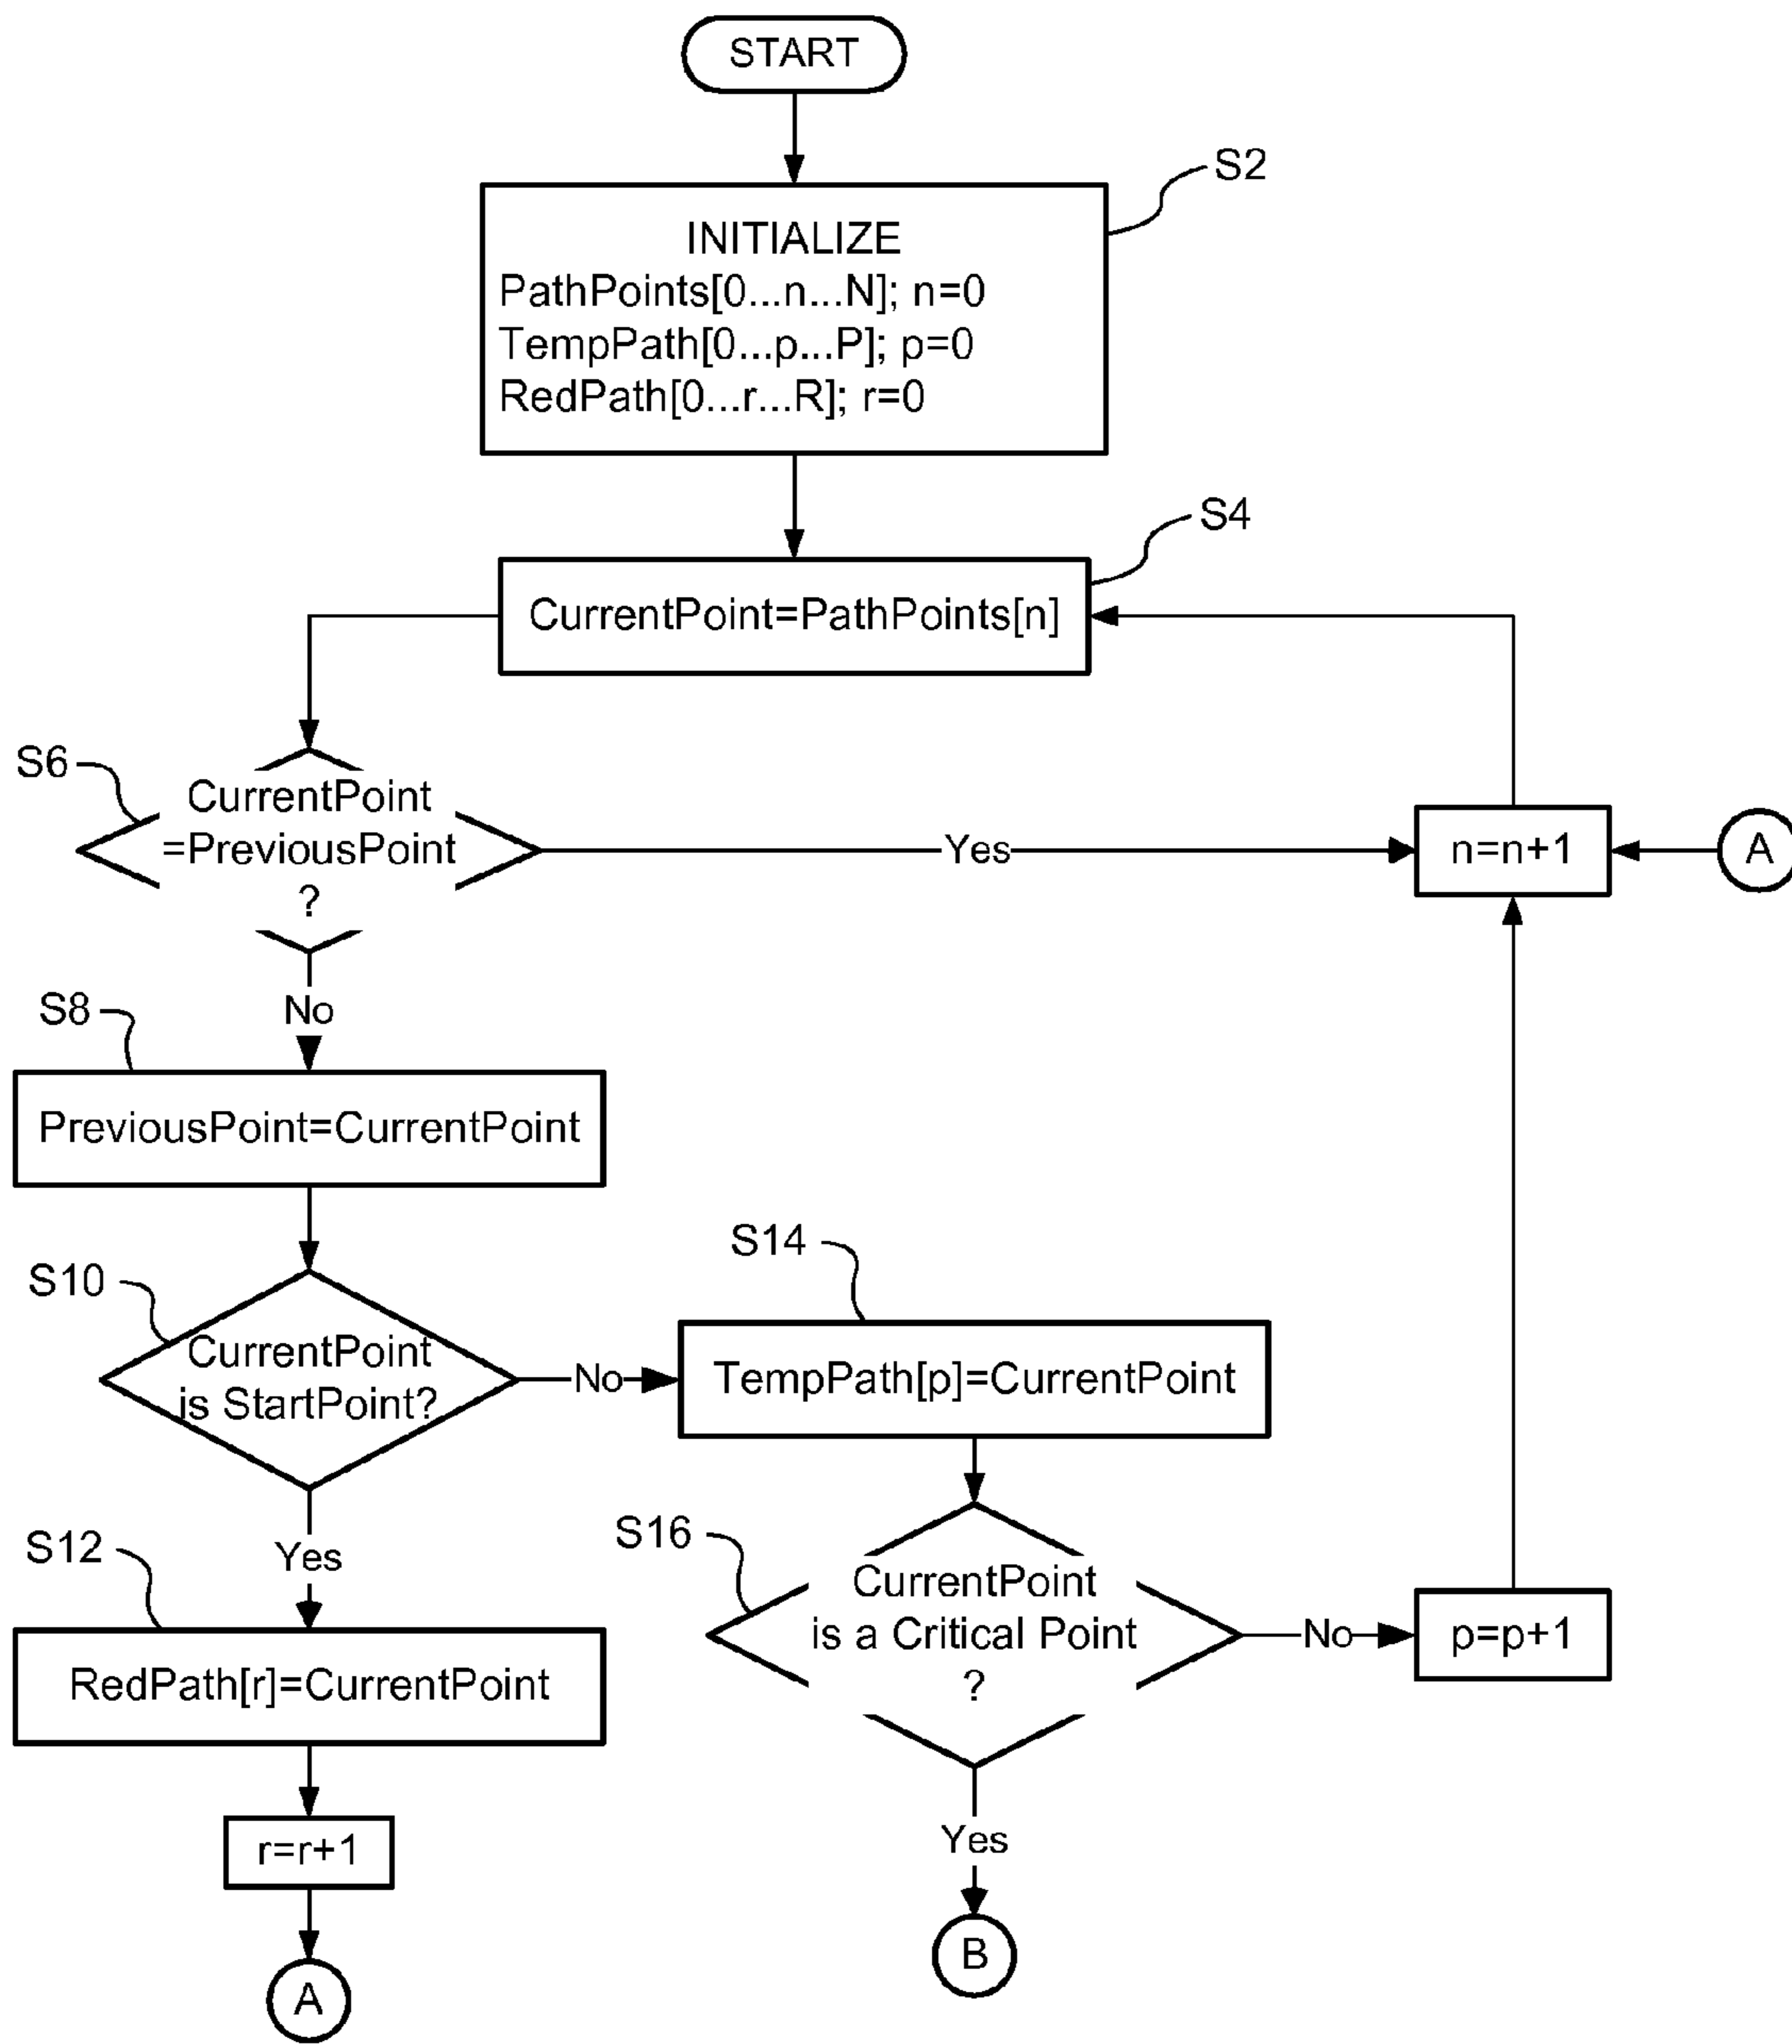 START
S2
INITIALIZE
PathPoints[0...n...N]; n=0
TempPath[0...p...P]; p=0
RedPath[0...r...R]; r=0
S4
CurrentPoint=PathPoints[n]
S6
CurrentPoint
=PreviousPoint
?
Yes
n=n+1
A
No
S8
PreviousPoint=CurrentPoint
S10
CurrentPoint
is StartPoint?
No
S14
TempPath[p]=CurrentPoint
Yes
S12
RedPath[r]=CurrentPoint
S16
CurrentPoint
is a Critical Point
?
No
p=p+1
r=r+1
Yes
A
B